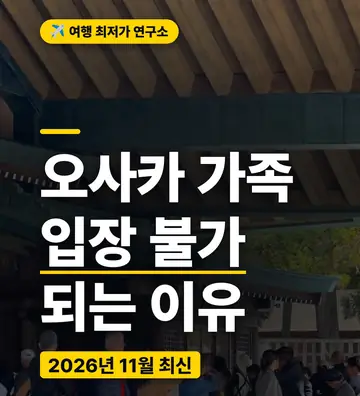 ✈️ 여행 최저가 연구소
오사카 가족
입장 불가
되는 이유
2026년 11월 최신